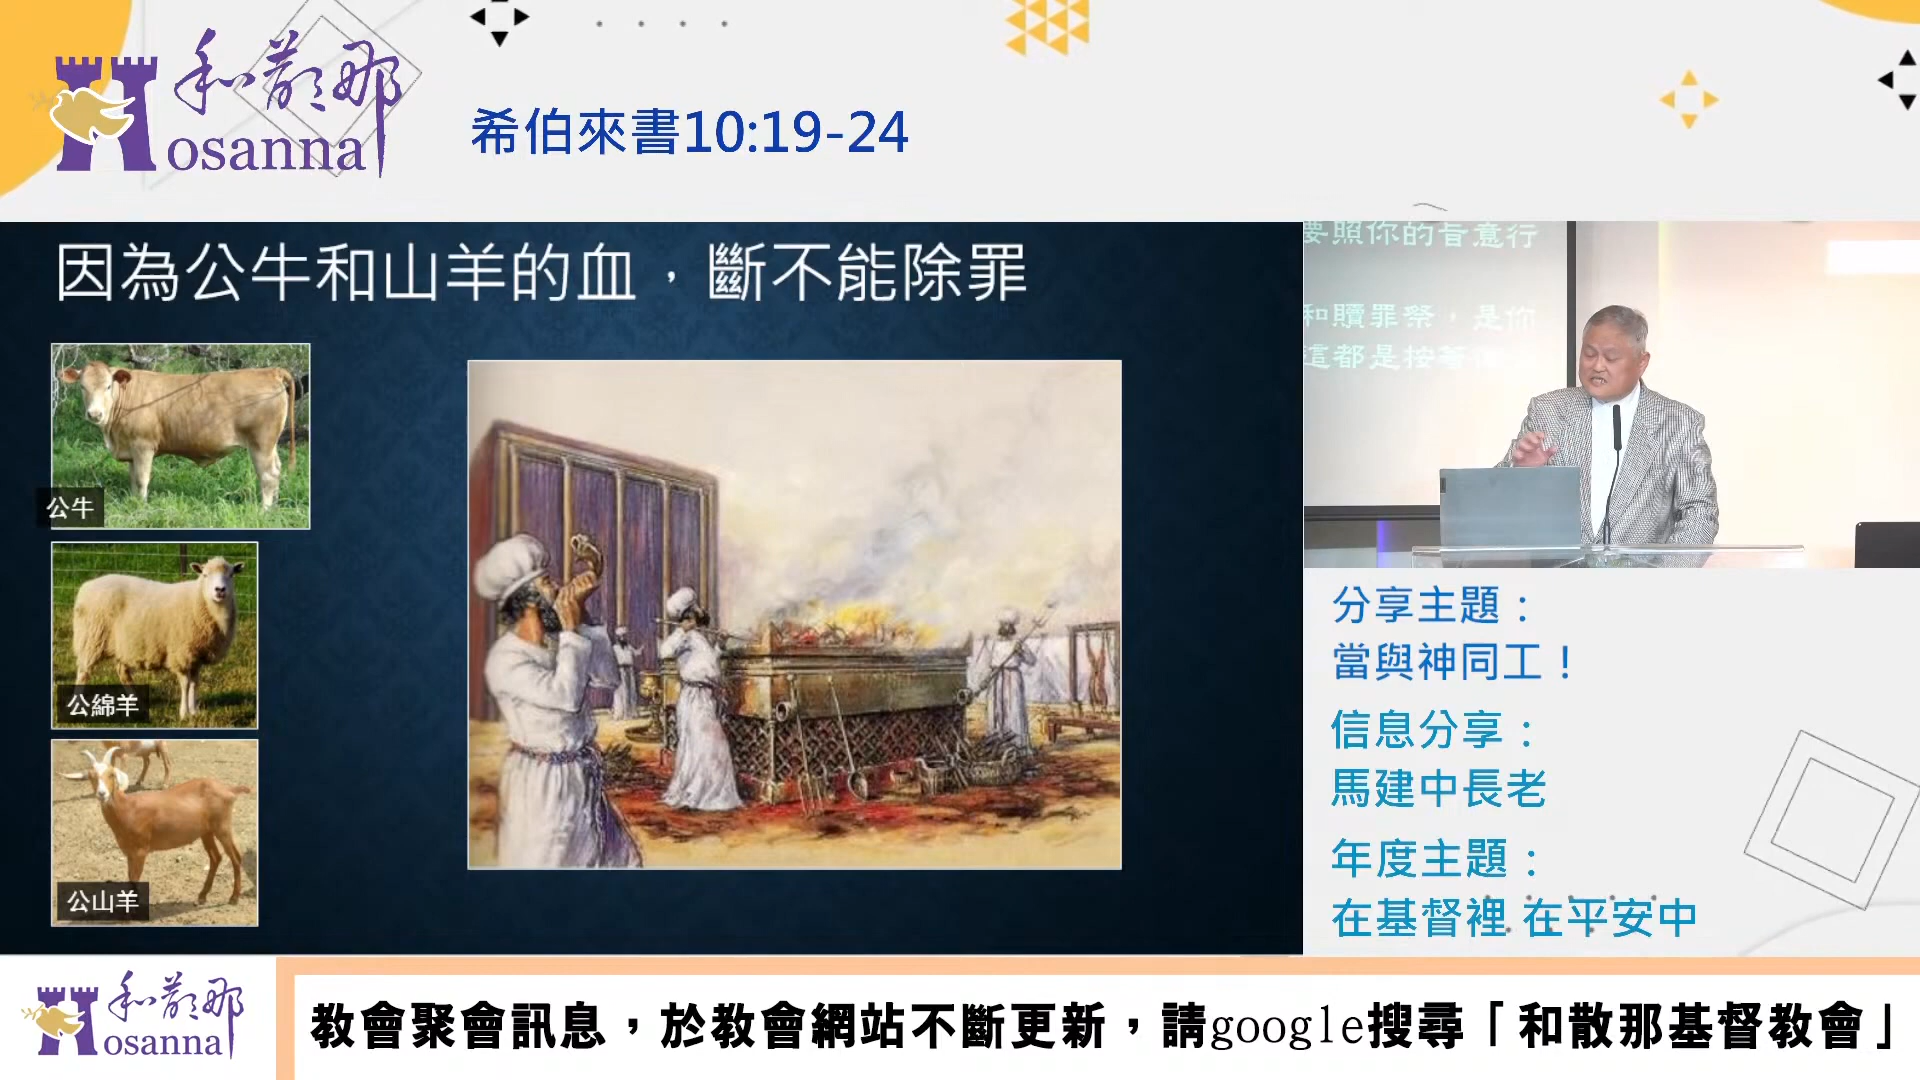 和散那
Hosanna
希伯來書10:19-24
因為公牛和山羊的血，斷不能除罪
公牛
公綿羊
公山羊
要照你的旨意行
和贖罪祭，是你
這都是按著
分享主題：
當與神同工！
信息分享：
馬建中長老
年度主題：
在基督裡 在平安中
和散那
Hosanna
教會聚會訊息，於教會網站不斷更新，請google搜尋「和散那基督教會」